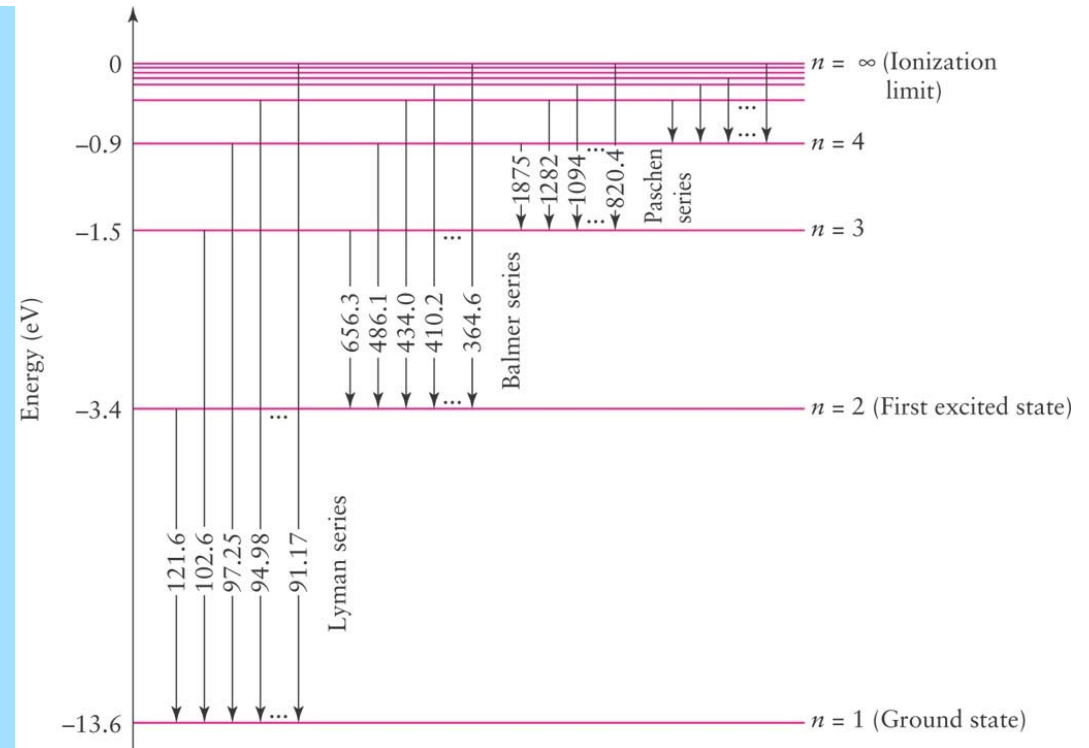 0
n = ∞ (Ionization
limit)
−0.9
n = 4
1875
1282
1094
...
820.4
...
...
...
Paschen
series
−1.5
n = 3
...
656.3
486.1
434.0
410.2
...
364.6
Balmer series
Energy (eV)
−3.4
n = 2 (First excited state)
...
121.6
102.6
97.25
94.98
91.17
...
Lyman series
−13.6
n = 1 (Ground state)